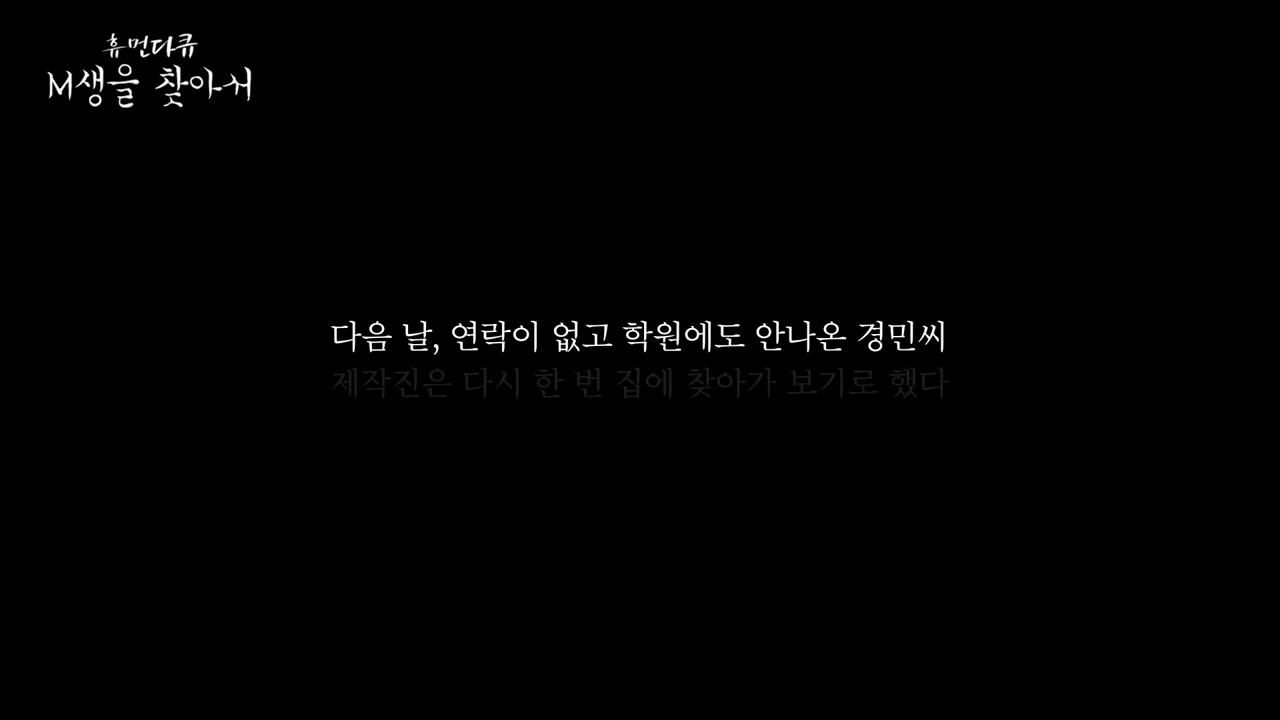 휴먼다큐
M생을 찾아서
다음 날, 연락이 없고 학원에도 안나온 경민씨
제작진은 다시 한 번 집에 찾아가 보기로 했다